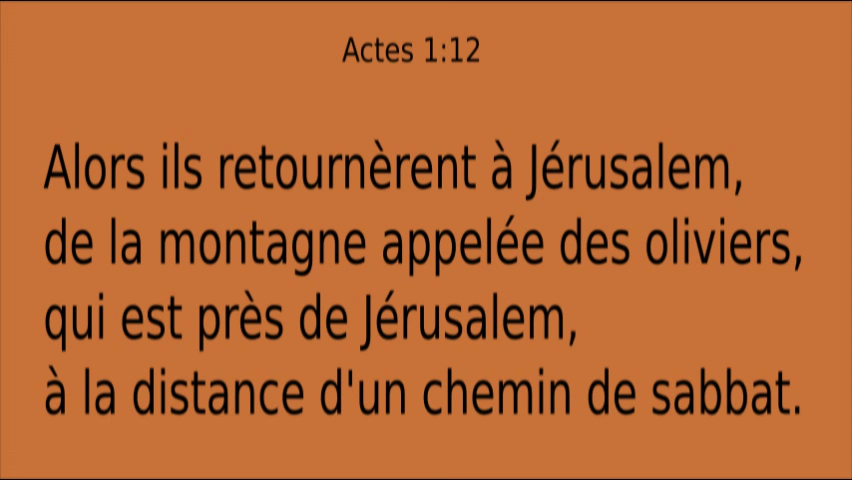 Actes 1:12
Alors ils retournèrent à Jérusalem,
de la montagne appelée des oliviers,
qui est près de Jérusalem,
à la distance d'un chemin de sabbat.